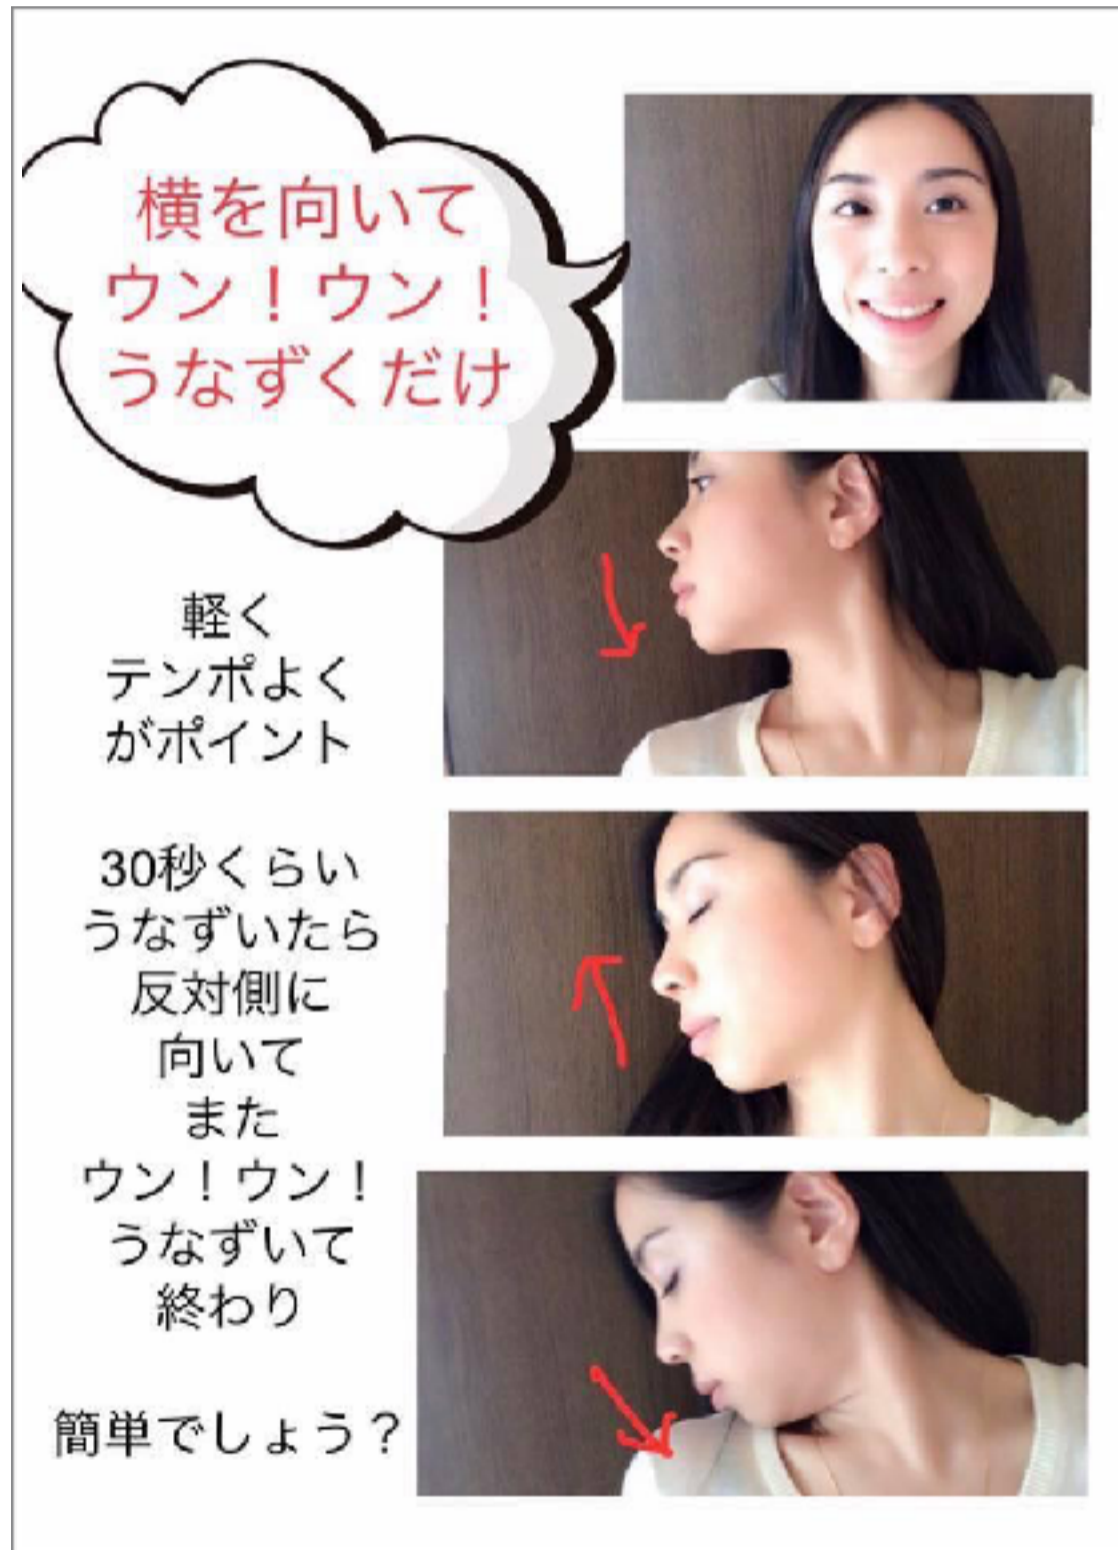 横を向いて
ウン！ウン！
うなずくだけ
軽く
テンポよく
がポイント
30秒くらい
うなずいたら
反対側に
向いて
また
ウン！ウン！
うなずいて
終わり
簡単でしょう？